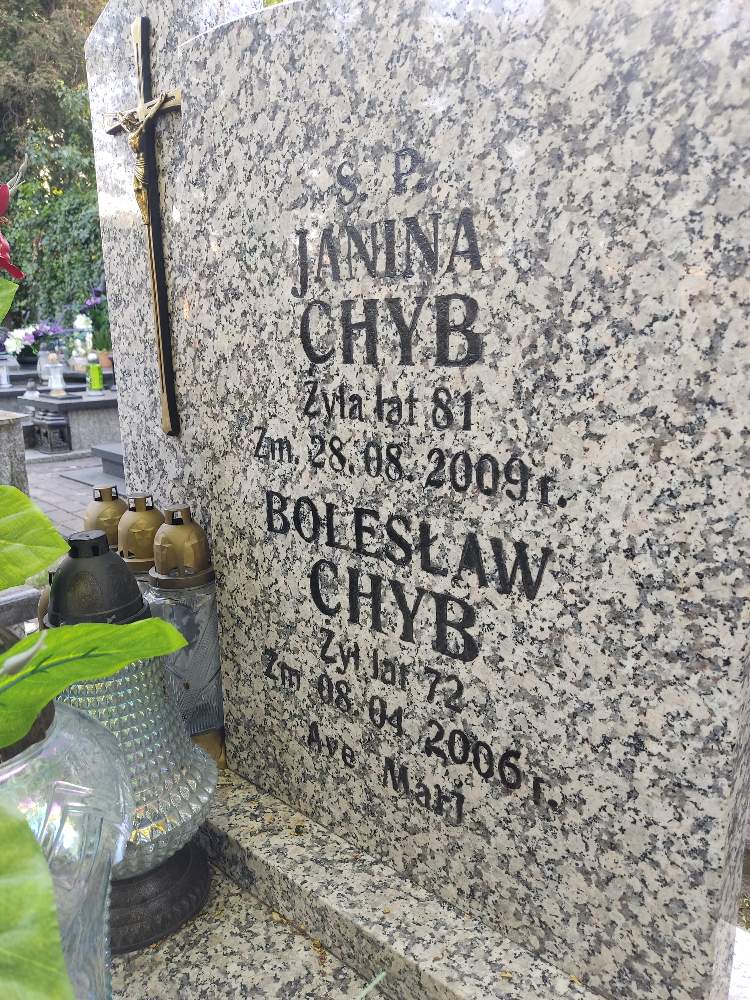 Ś. P.
JANINA
CHYB
Żyła lat 81
Zm. 28. 08. 2009 r.
BOLESŁAW
CHYB
Żył lat 72
Zm 08. 04. 2006 r.
Ave Mari